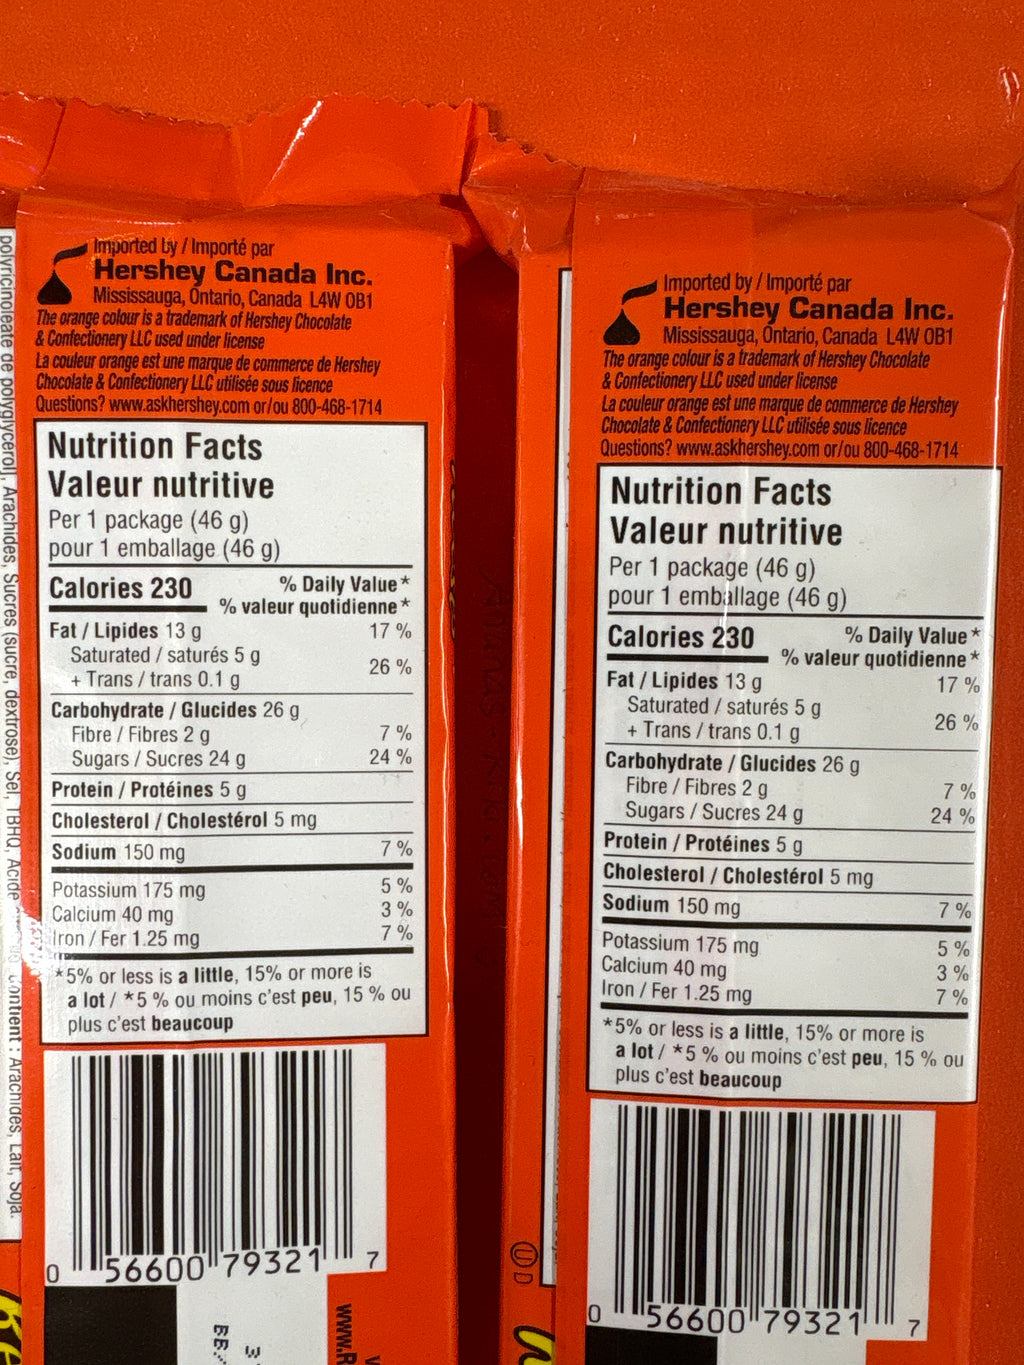 Imported by / Importé par
Hershey Canada Inc.
Mississauga, Ontario, Canada L4W 0B1
The orange colour is a trademark of Hershey Chocolate
& Confectionery LLC used under license
La couleur orange est une marque de commerce de Hershey
Chocolate & Confectionery LLC utilisée sous licence
Questions? www.askhershey.com or/ou 800-468-1714
Nutrition Facts
Valeur nutritive
Per 1 package (46 g)
pour 1 emballage (46 g)
Calories 230 % Daily Value*
% valeur quotidienne*
Fat / Lipides 13 g 17 %
Saturated / saturés 5 g
+ Trans / trans 0.1 g 26 %
Carbohydrate / Glucides 26 g
Fibre / Fibres 2 g 7 %
Sugars / Sucres 24 g 24 %
Protein / Protéines 5 g
Cholesterol / Cholestérol 5 mg
Sodium 150 mg 7 %
Potassium 175 mg 5 %
Calcium 40 mg 3 %
Iron / Fer 1.25 mg 7 %
*5% or less is a little, 15% or more is
a lot / *5 % ou moins c'est peu, 15 % ou
plus c'est beaucoup
0 56600 79321 7
polyricinoléate de polyglycérol], Arachides, Sucres (sucre, dextrose), Sel, TBHQ, Acide
Contient : Arachides, Lait, Soja.
Imported by / Importé par
Hershey Canada Inc.
Mississauga, Ontario, Canada L4W 0B1
The orange colour is a trademark of Hershey Chocolate
& Confectionery LLC used under license
La couleur orange est une marque de commerce de Hershey
Chocolate & Confectionery LLC utilisée sous licence
Questions? www.askhershey.com or/ou 800-468-1714
Nutrition Facts
Valeur nutritive
Per 1 package (46 g)
pour 1 emballage (46 g)
Calories 230 % Daily Value*
% valeur quotidienne*
Fat / Lipides 13 g 17 %
Saturated / saturés 5 g
+ Trans / trans 0.1 g 26 %
Carbohydrate / Glucides 26 g
Fibre / Fibres 2 g 7 %
Sugars / Sucres 24 g 24 %
Protein / Protéines 5 g
Cholesterol / Cholestérol 5 mg
Sodium 150 mg 7 %
Potassium 175 mg 5 %
Calcium 40 mg 3 %
Iron / Fer 1.25 mg 7 %
*5% or less is a little, 15% or more is
a lot / *5 % ou moins c'est peu, 15 % ou
plus c'est beaucoup
0 56600 79321 7
U D